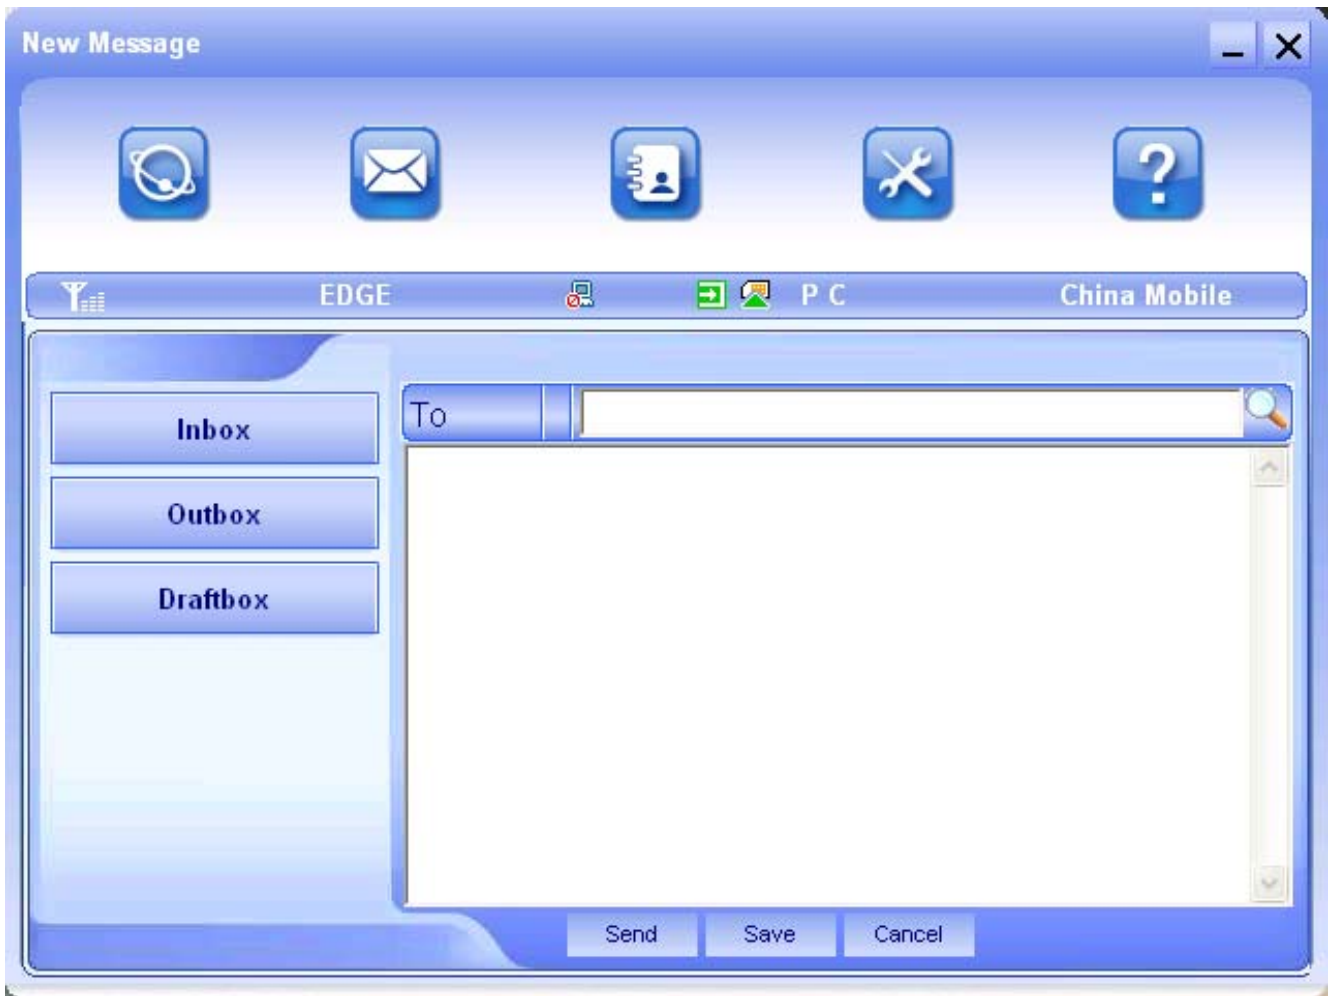 New Message
EDGE
P C
China Mobile
Inbox
Outbox
Draftbox
To
Send
Save
Cancel